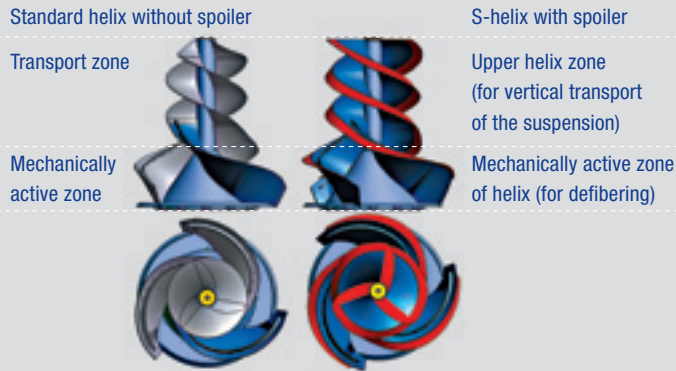 Standard helix without spoiler
S-helix with spoiler
Transport zone
Upper helix zone
(for vertical transport
of the suspension)
Mechanically
active zone
Mechanically active zone
of helix (for defibering)